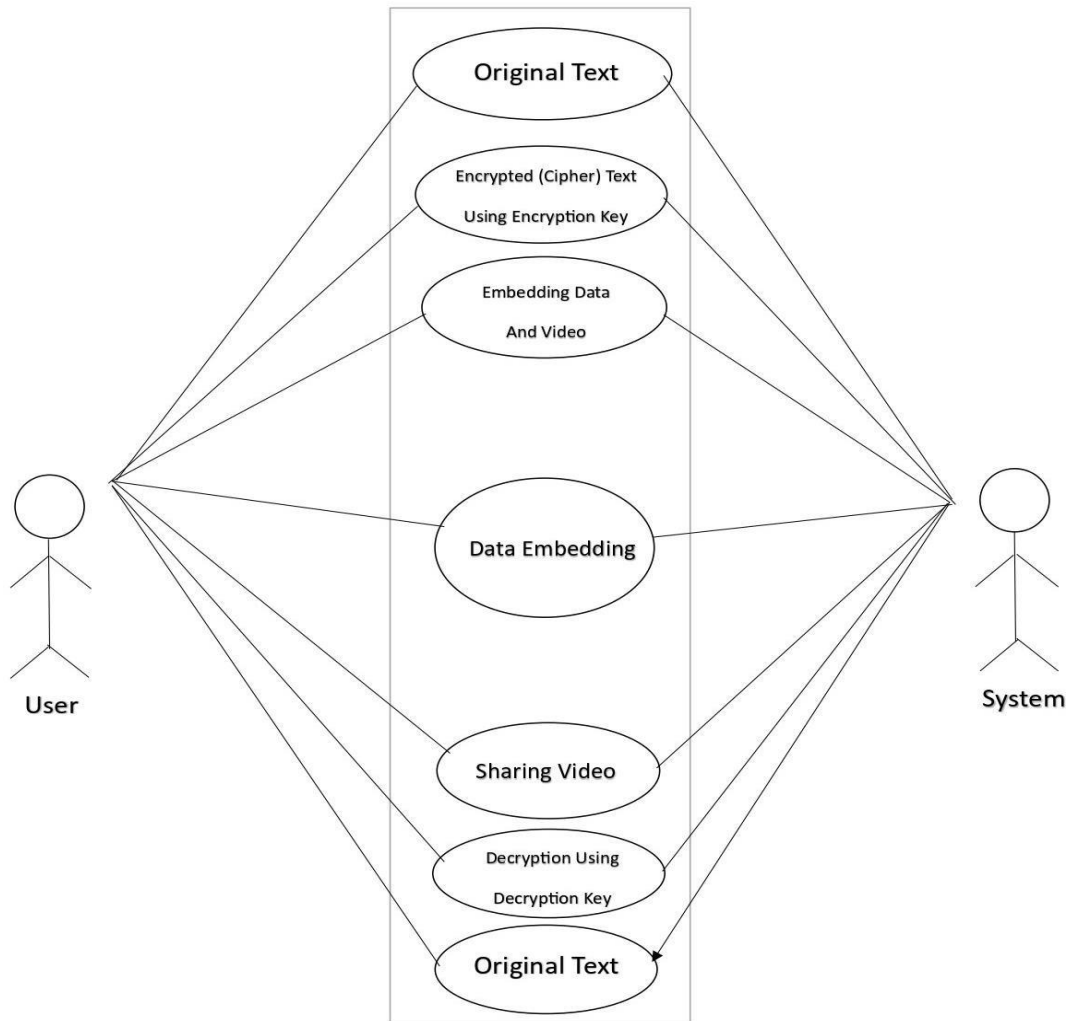 Original Text
Encrypted (Cipher) Text
Using Encryption Key
Embedding Data
And Video
Data Embedding
User
System
Sharing Video
Decryption Using
Decryption Key
Original Text